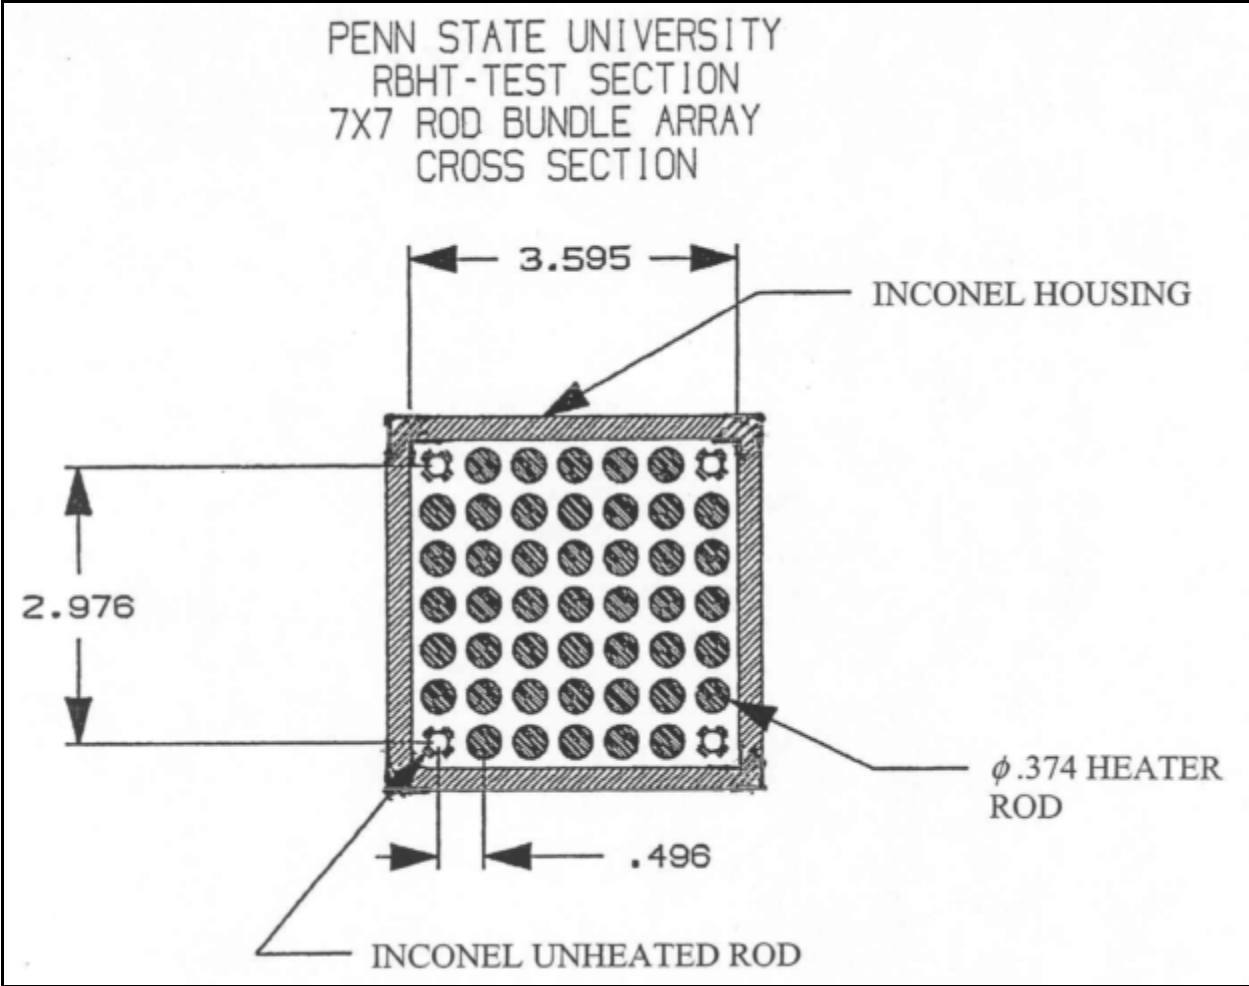 PENN STATE UNIVERSITY
RBHT-TEST SECTION
7X7 ROD BUNDLE ARRAY
CROSS SECTION
3.595
INCONEL HOUSING
2.976
ϕ.374 HEATER
ROD
.496
INCONEL UNHEATED ROD